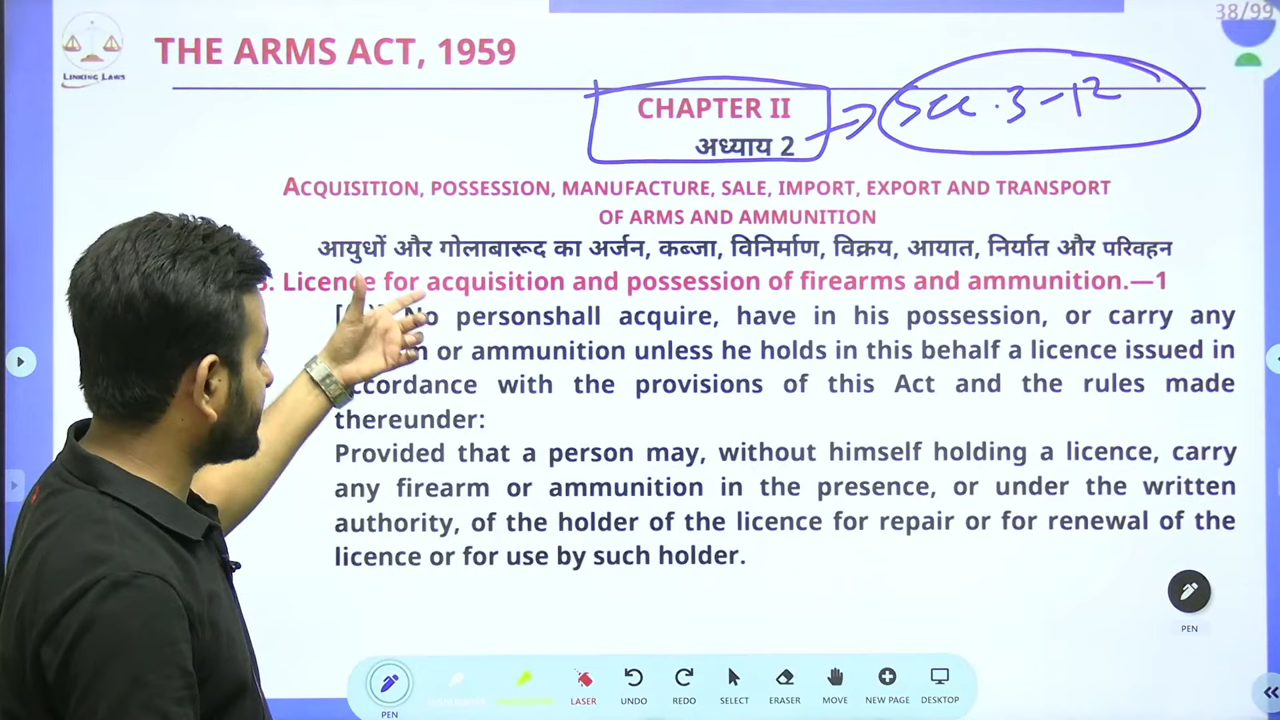 38/99
LINKING LAWS
THE ARMS ACT, 1959
CHAPTER II
Sec. 3-12
अध्याय 2
ACQUISITION, POSSESSION, MANUFACTURE, SALE, IMPORT, EXPORT AND TRANSPORT
OF ARMS AND AMMUNITION
आयुधों और गोलाबारूद का अर्जन, कब्जा, विनिर्माण, विक्रय, आयात, निर्यात और परिवहन
Licence for acquisition and possession of firearms and ammunition.—1
No personshall acquire, have in his possession, or carry any
or ammunition unless he holds in this behalf a licence issued in
accordance with the provisions of this Act and the rules made
thereunder:
Provided that a person may, without himself holding a licence, carry
any firearm or ammunition in the presence, or under the written
authority, of the holder of the licence for repair or for renewal of the
licence or for use by such holder.
PEN
PEN
LASER
UNDO
REDO
SELECT
ERASER
MOVE
NEW PAGE
DESKTOP